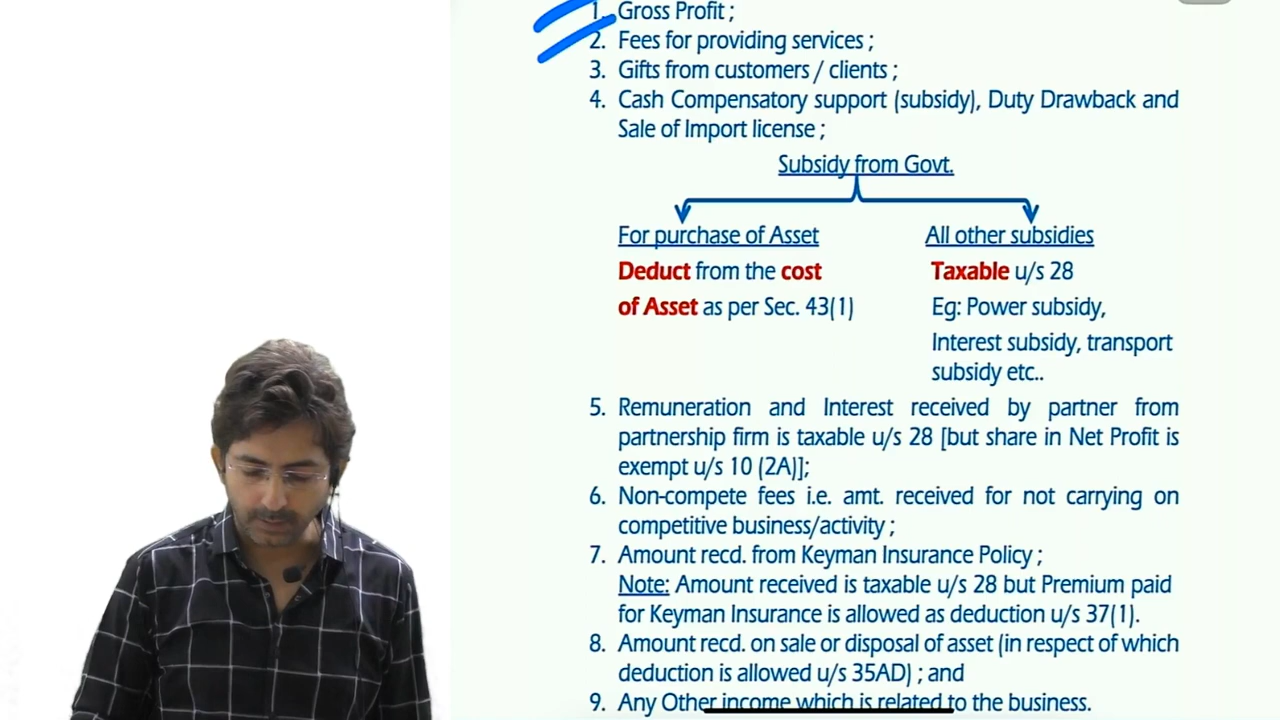 1. Gross Profit ;
2. Fees for providing services ;
3. Gifts from customers / clients ;
4. Cash Compensatory support (subsidy), Duty Drawback and
Sale of Import license ;
Subsidy from Govt.
For purchase of Asset
Deduct from the cost
of Asset as per Sec. 43(1)
All other subsidies
Taxable u/s 28
Eg: Power subsidy,
Interest subsidy, transport
subsidy etc..
5. Remuneration and Interest received by partner from
partnership firm is taxable u/s 28 [but share in Net Profit is
exempt u/s 10 (2A)];
6. Non-compete fees i.e. amt. received for not carrying on
competitive business/activity ;
7. Amount recd. from Keyman Insurance Policy ;
Note: Amount received is taxable u/s 28 but Premium paid
for Keyman Insurance is allowed as deduction u/s 37(1).
8. Amount recd. on sale or disposal of asset (in respect of which
deduction is allowed u/s 35AD) ; and
9. Any Other income which is related to the business.